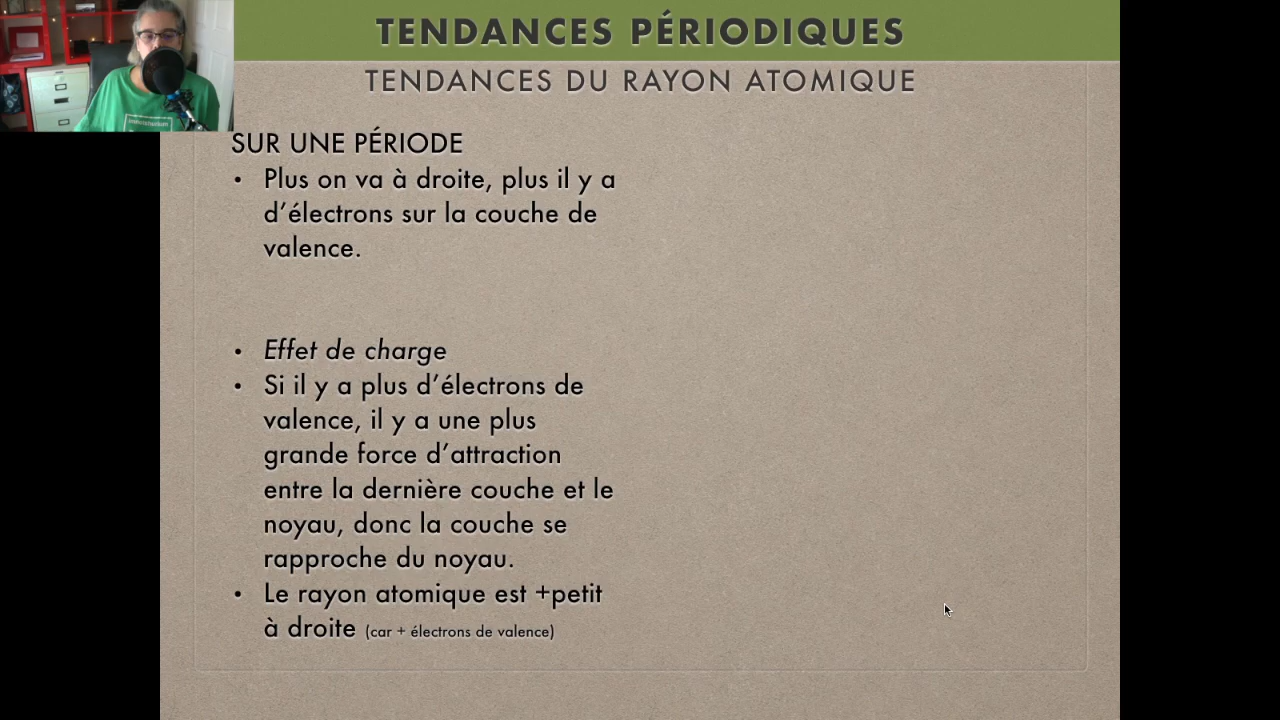 TENDANCES PÉRIODIQUES
TENDANCES DU RAYON ATOMIQUE
SUR UNE PÉRIODE
• Plus on va à droite, plus il y a
d’électrons sur la couche de
valence.
• Effet de charge
• Si il y a plus d’électrons de
valence, il y a une plus
grande force d’attraction
entre la dernière couche et le
noyau, donc la couche se
rapproche du noyau.
• Le rayon atomique est +petit
à droite (car + électrons de valence)